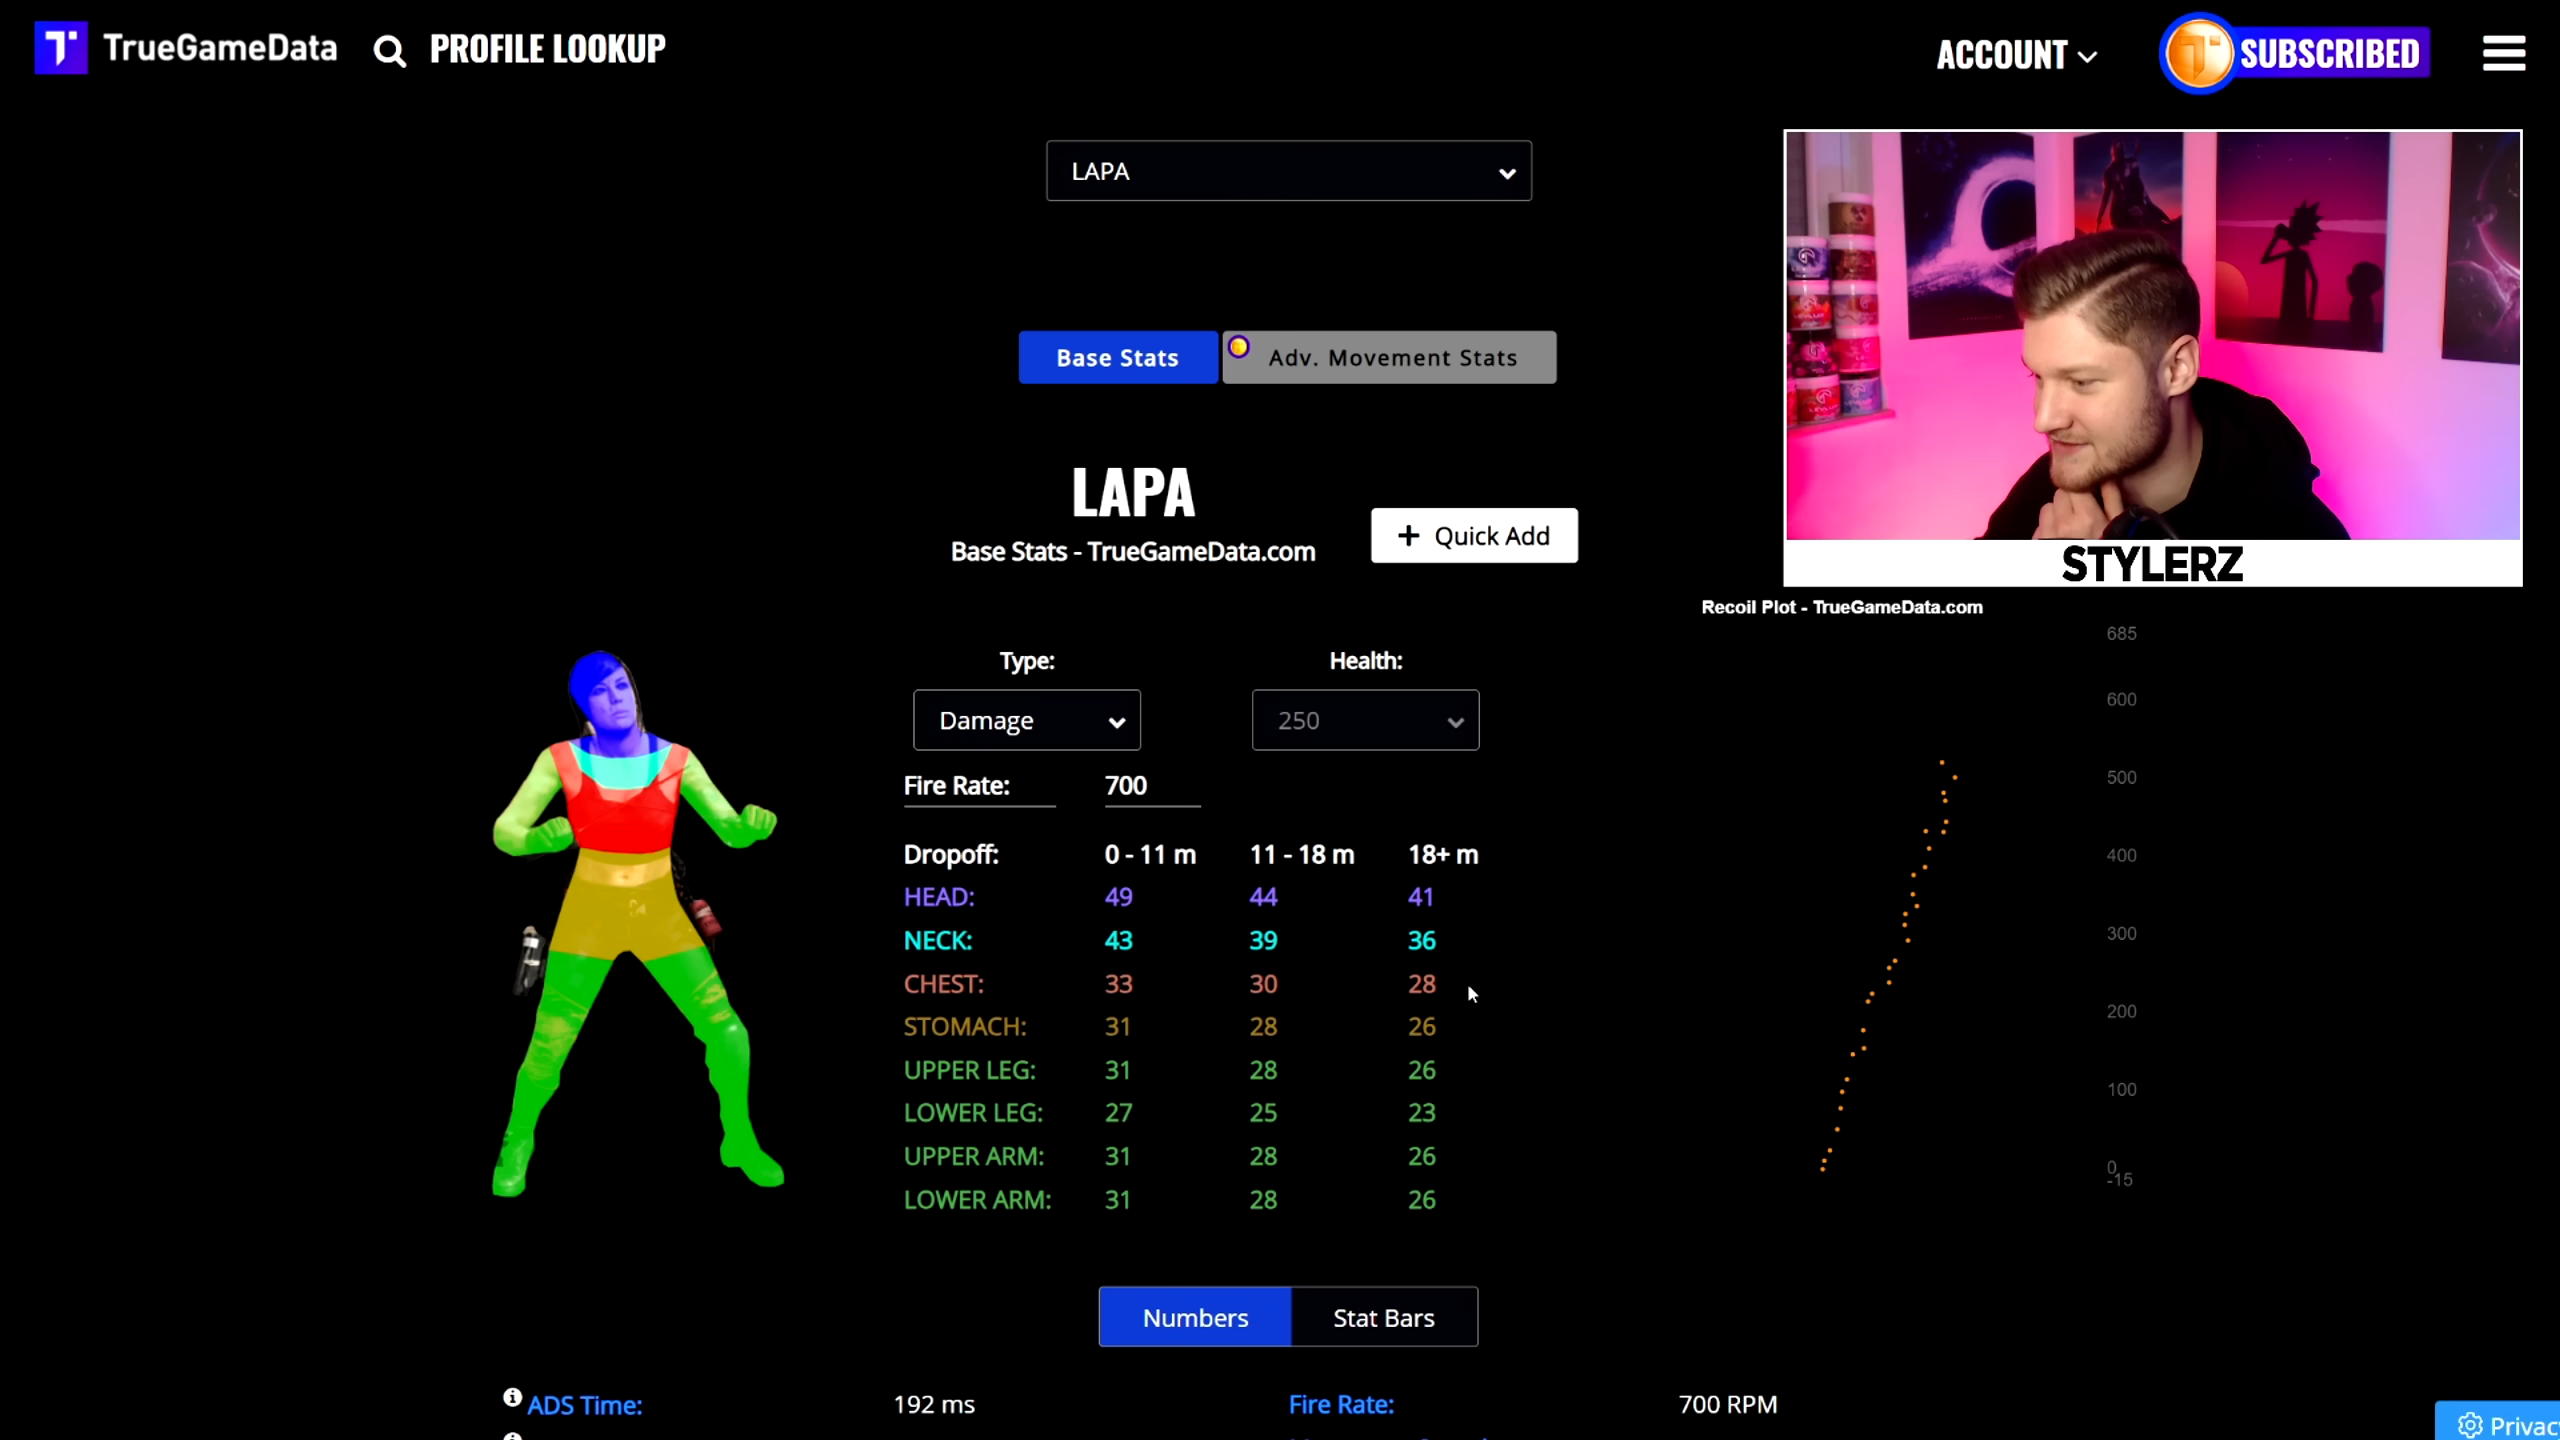 TrueGameData PROFILE LOOKUP ACCOUNT SUBSCRIBED
LAPA
Base Stats Adv. Movement Stats
LAPA
Base Stats - TrueGameData.com
+ Quick Add
STYLERZ
Recoil Plot - TrueGameData.com
685
600
500
400
300
200
100
0
-15
Type: Health:
Damage 250
Fire Rate: 700
Dropoff: 0 - 11 m 11 - 18 m 18+ m
HEAD: 49 44 41
NECK: 43 39 36
CHEST: 33 30 28
STOMACH: 31 28 26
UPPER LEG: 31 28 26
LOWER LEG: 27 25 23
UPPER ARM: 31 28 26
LOWER ARM: 31 28 26
Numbers Stat Bars
ADS Time: 192 ms Fire Rate: 700 RPM